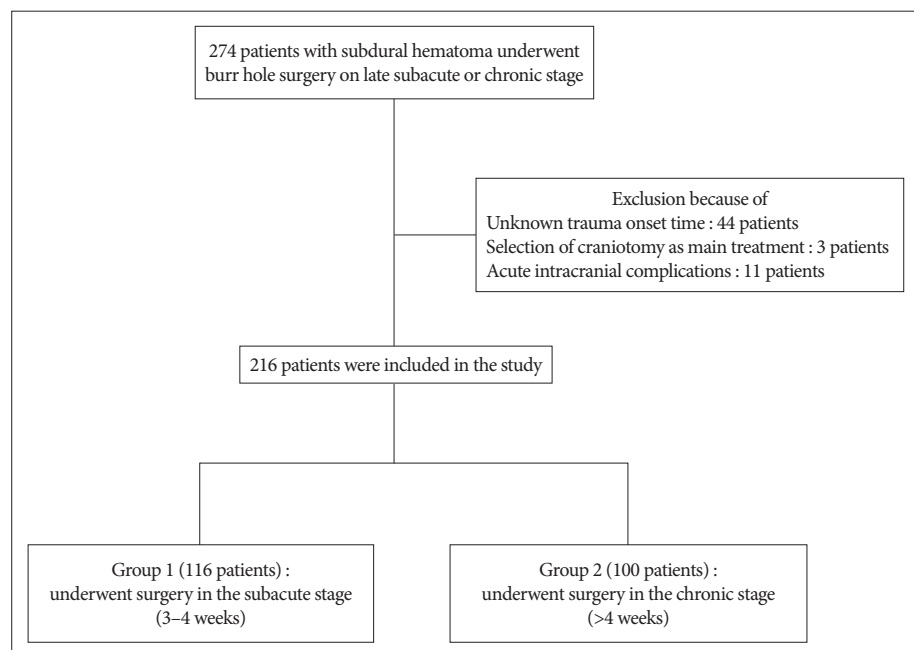 274 patients with subdural hematoma underwent
burr hole surgery on late subacute or chronic stage
Exclusion because of
Unknown trauma onset time : 44 patients
Selection of craniotomy as main treatment : 3 patients
Acute intracranial complications : 11 patients
216 patients were included in the study
Group 1 (116 patients) :
underwent surgery in the subacute stage
(3–4 weeks)
Group 2 (100 patients) :
underwent surgery in the chronic stage
(>4 weeks)